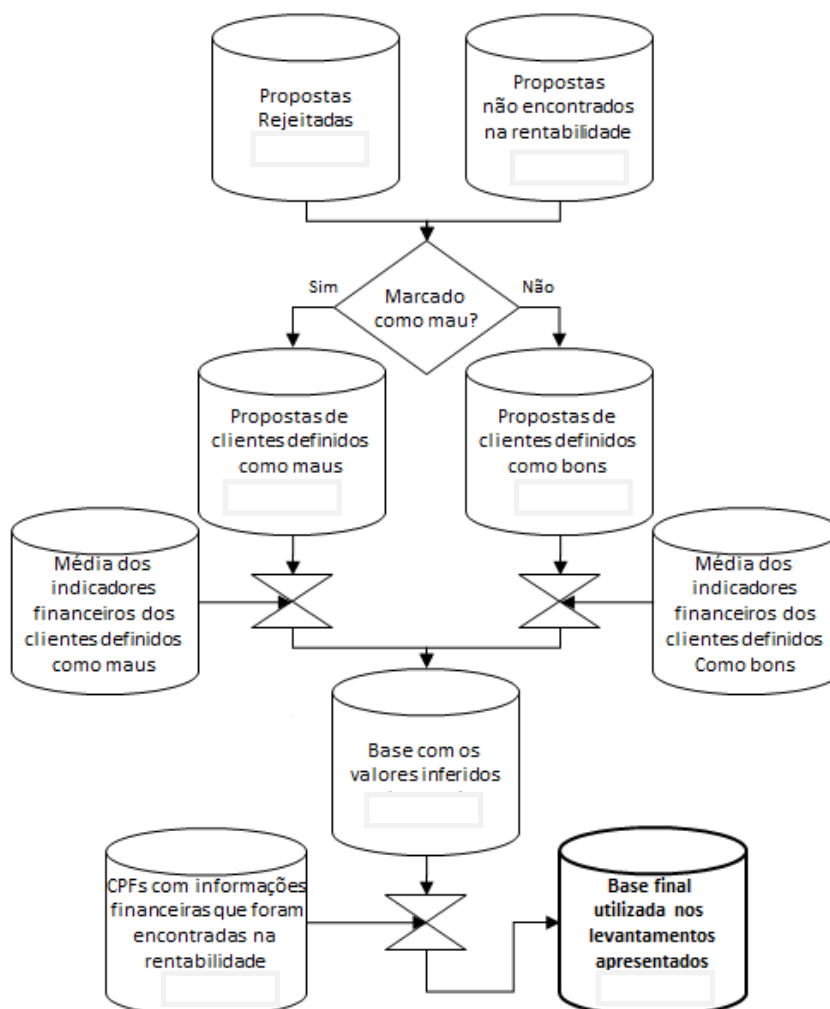 Propostas
Rejeitadas
Propostas
não encontrados
na rentabilidade
Sim
Marcado
como mau?
Não
Propostas de
clientes definidos
como maus
Propostas de
clientes definidos
como bons
Média dos
indicadores
financeiros dos
clientes definidos
como maus
Média dos
indicadores
financeiros dos
clientes definidos
Como bons
Base com os
valores inferidos
CPFs com informações
financeiras que foram
encontradas na
rentabilidade
Base final
utilizada nos
levantamentos
apresentados